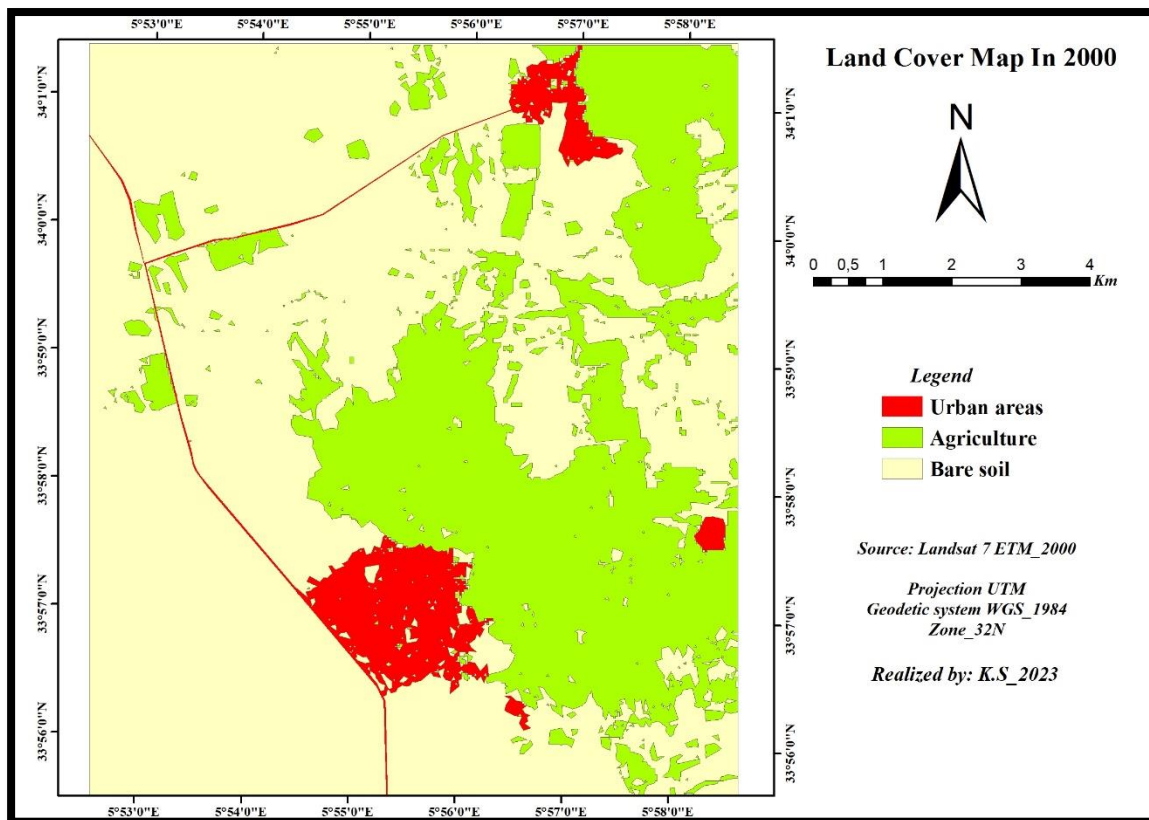 5°53'0"E 5°54'0"E 5°55'0"E 5°56'0"E 5°57'0"E 5°58'0"E
34°1'0"N
34°0'0"N
33°59'0"N
33°58'0"N
33°57'0"N
33°56'0"N
34°1'0"N
34°0'0"N
33°59'0"N
33°58'0"N
33°57'0"N
33°56'0"N
5°53'0"E 5°54'0"E 5°55'0"E 5°56'0"E 5°57'0"E 5°58'0"E
Land Cover Map In 2000
N
0 0,5 1 2 3 4
Km
Legend
Urban areas
Agriculture
Bare soil
Source: Landsat 7 ETM_2000
Projection UTM
Geodetic system WGS_1984
Zone_32N
Realized by: K.S_2023